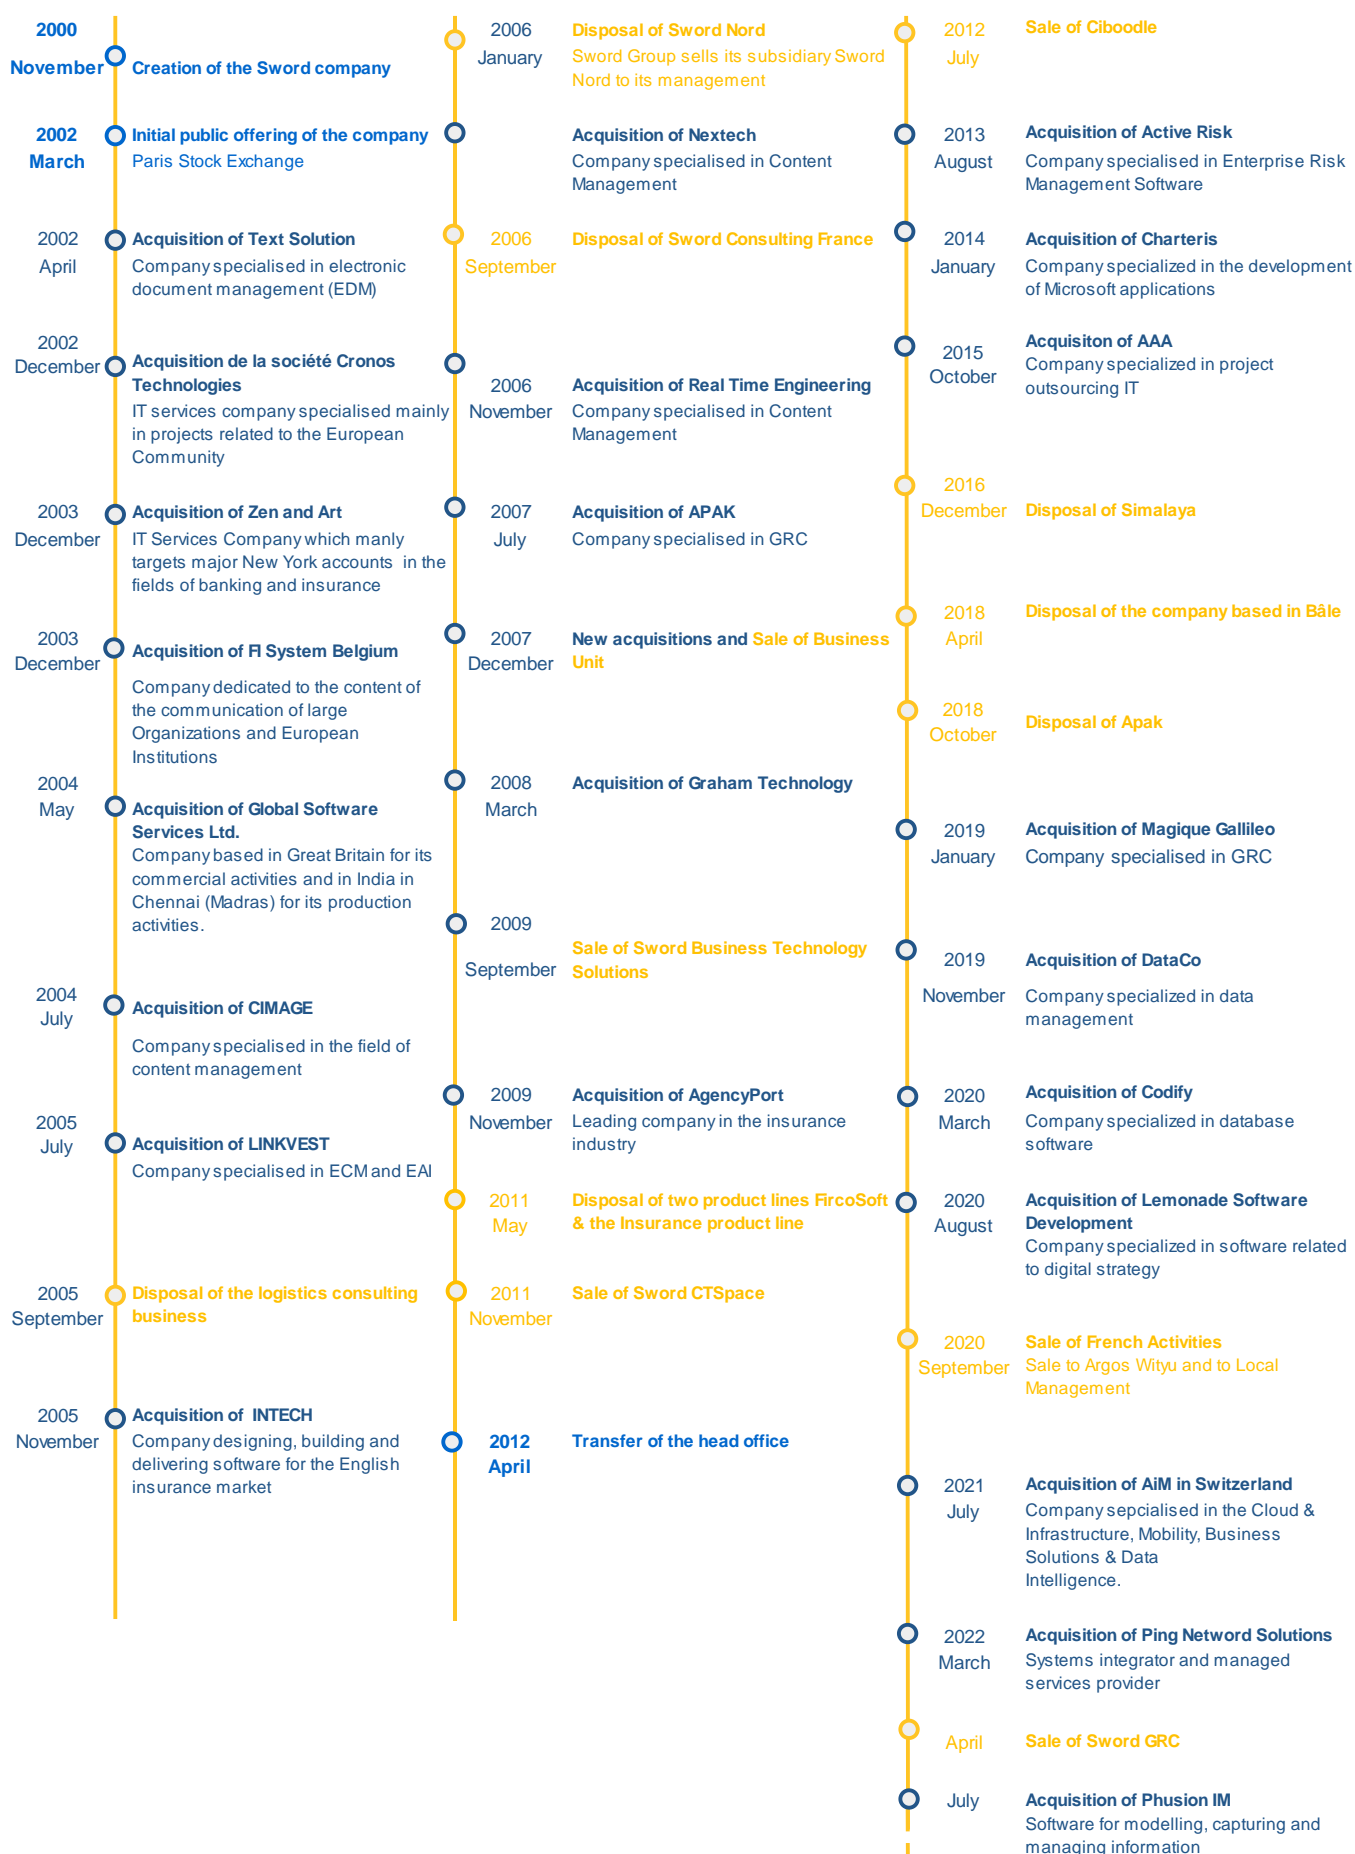 2000
November
Creation of the Sword company
2002
March
Initial public offering of the company
Paris Stock Exchange
2002
April
Acquisition of Text Solution
Company specialised in electronic
document management (EDM)
2002
December
Acquisition de la société Cronos
Technologies
IT services company specialised mainly
in projects related to the European
Community
2003
December
Acquisition of Zen and Art
IT Services Company which manly
targets major New York accounts in the
fields of banking and insurance
2003
December
Acquisition of FI System Belgium
Company dedicated to the content of
the communication of large
Organizations and European
Institutions
2004
May
Acquisition of Global Software
Services Ltd.
Company based in Great Britain for its
commercial activities and in India in
Chennai (Madras) for its production
activities.
2004
July
Acquisition of CIMAGE
Company specialised in the field of
content management
2005
July
Acquisition of LINKVEST
Company specialised in ECM and EAI
2005
September
Disposal of the logistics consulting
business
2005
November
Acquisition of INTECH
Company designing, building and
delivering software for the English
insurance market
2006
January
Disposal of Sword Nord
Sword Group sells its subsidiary Sword
Nord to its management
Acquisition of Nextech
Company specialised in Content
Management
2006
September
Disposal of Sword Consulting France
2006
November
Acquisition of Real Time Engineering
Company specialised in Content
Management
2007
July
Acquisition of APAK
Company specialised in GRC
2007
December
New acquisitions and Sale of Business
Unit
2008
March
Acquisition of Graham Technology
2009
September
Sale of Sword Business Technology
Solutions
2009
November
Acquisition of AgencyPort
Leading company in the insurance
industry
2011
May
Disposal of two product lines FircoSoft
& the Insurance product line
2011
November
Sale of Sword CTSpace
2012
April
Transfer of the head office
2012
July
Sale of Ciboodle
2013
August
Acquisition of Active Risk
Company specialised in Enterprise Risk
Management Software
2014
January
Acquisition of Charteris
Company specialized in the development
of Microsoft applications
2015
October
Acquisiton of AAA
Company specialized in project
outsourcing IT
2016
December
Disposal of Simalaya
2018
April
Disposal of the company based in Bâle
2018
October
Disposal of Apak
2019
January
Acquisition of Magique Gallileo
Company specialised in GRC
2019
November
Acquisition of DataCo
Company specialized in data
management
2020
March
Acquisition of Codify
Company specialized in database
software
2020
August
Acquisition of Lemonade Software
Development
Company specialized in software related
to digital strategy
2020
September
Sale of French Activities
Sale to Argos Wityu and to Local
Management
2021
July
Acquisition of AiM in Switzerland
Company sepcialised in the Cloud &
Infrastructure, Mobility, Business
Solutions & Data
Intelligence.
2022
March
Acquisition of Ping Netword Solutions
Systems integrator and managed
services provider
April
Sale of Sword GRC
July
Acquisition of Phusion IM
Software for modelling, capturing and
managing information